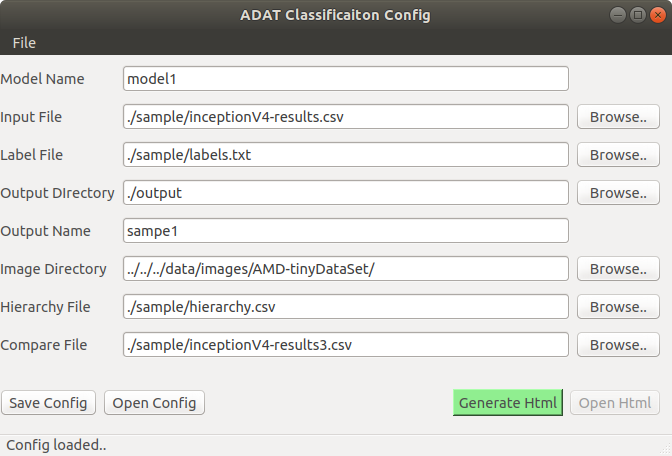 ADAT Classificaiton Config
File
Model Name model1
Input File ./sample/inceptionV4-results.csv Browse..
Label File ./sample/labels.txt Browse..
Output DIrectory ./output Browse..
Output Name sampe1
Image Directory ../../../data/images/AMD-tinyDataSet/ Browse..
Hierarchy File ./sample/hierarchy.csv Browse..
Compare File ./sample/inceptionV4-results3.csv Browse..
Save Config Open Config Generate Html Open Html
Config loaded..